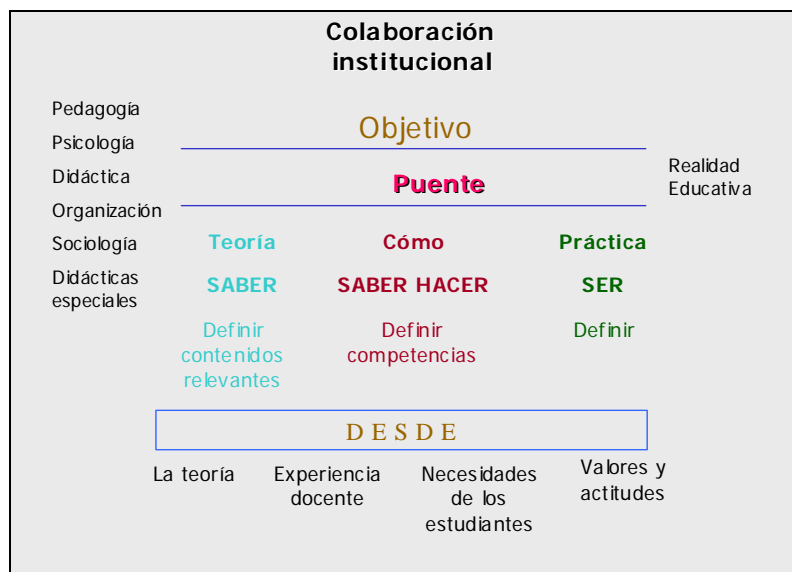 Colaboración
institucional
Pedagogía
Psicología
Didáctica
Organización
Sociología
Didácticas
especiales
Objetivo
Puente
Realidad
Educativa
Teoría
Cómo
Práctica
SABER
SABER HACER
SER
Definir
contenidos
relevantes
Definir
competencias
Definir
DESDE
La teoría
Experiencia
docente
Necesidades
de los
estudiantes
Valores y
actitudes